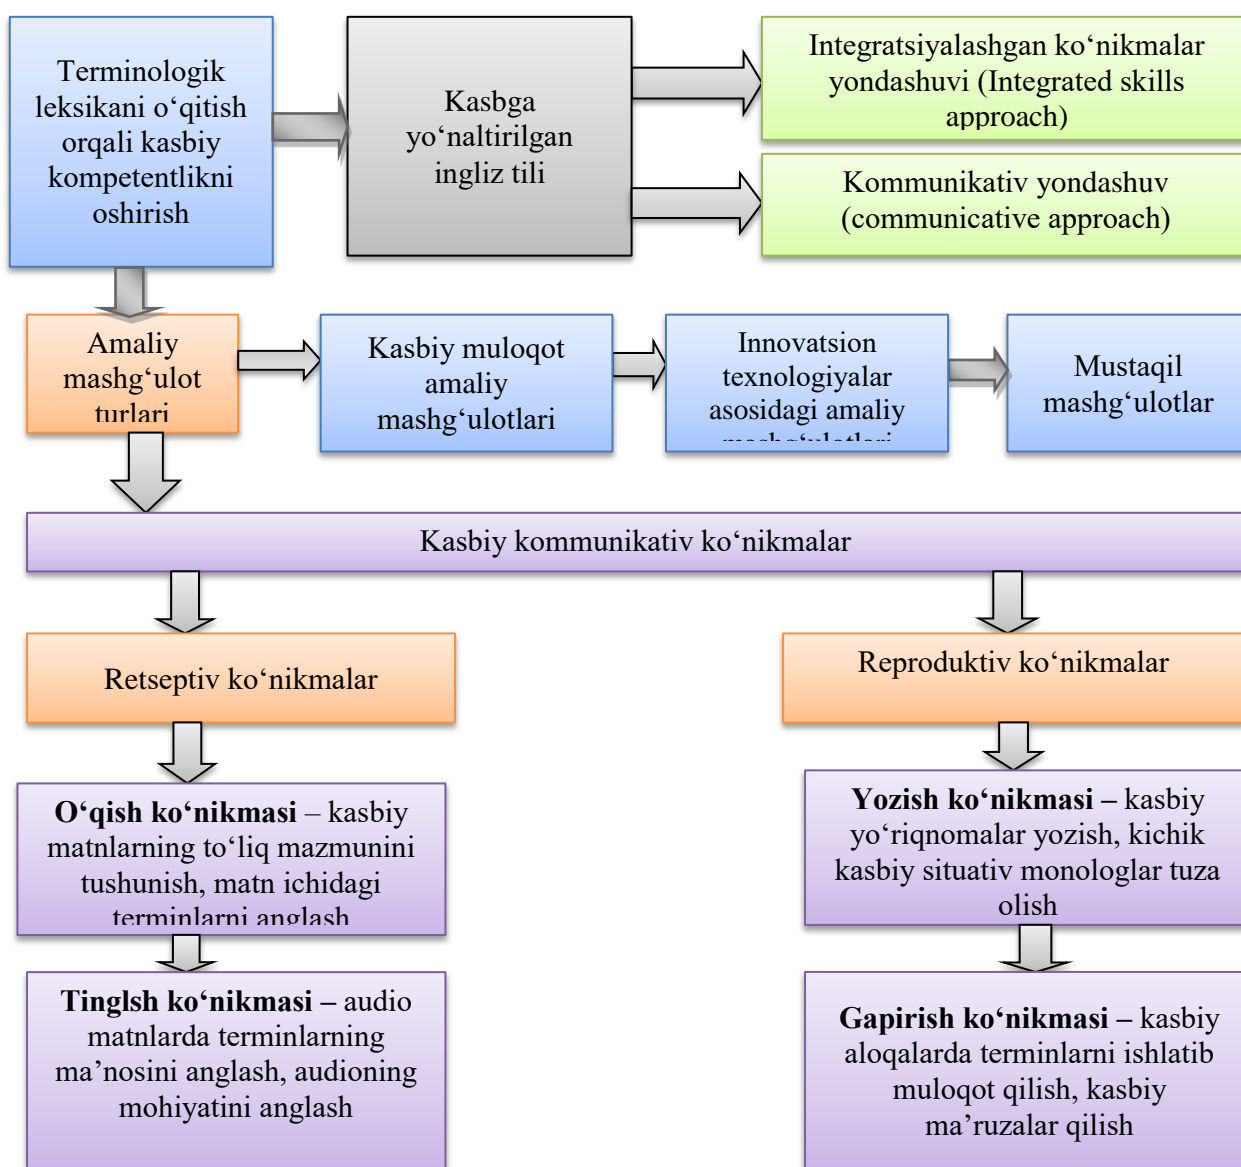 Terminologik
leksikani o‘qitish
orqali kasbiy
kompetentlikni
oshirish
Kasbga
yo‘naltirilgan
ingliz tili
Integratsiyalashgan ko‘nikmalar
yondashuvi (Integrated skills
approach)
Kommunikativ yondashuv
(communicative approach)
Amaliy
mashg‘ulot
turlari
Kasbiy muloqot
amaliy
mashg‘ulotlari
Innovatsion
texnologiyalar
asosidagi amaliy
mashg‘ulotlari
Mustaqil
mashg‘ulotlar
Kasbiy kommunikativ ko‘nikmalar
Retseptiv ko‘nikmalar
Reproduktiv ko‘nikmalar
O‘qish ko‘nikmasi – kasbiy
matnlarning to‘liq mazmunini
tushunish, matn ichidagi
terminlarni anglash
Yozish ko‘nikmasi – kasbiy
yo‘riqnomalar yozish, kichik
kasbiy situativ monologlar tuza
olish
Tinglsh ko‘nikmasi – audio
matnlarda terminlarning
ma’nosini anglash, audioning
mohiyatini anglash
Gapirish ko‘nikmasi – kasbiy
aloqalarda terminlarni ishlatib
muloqot qilish, kasbiy
ma’ruzalar qilish